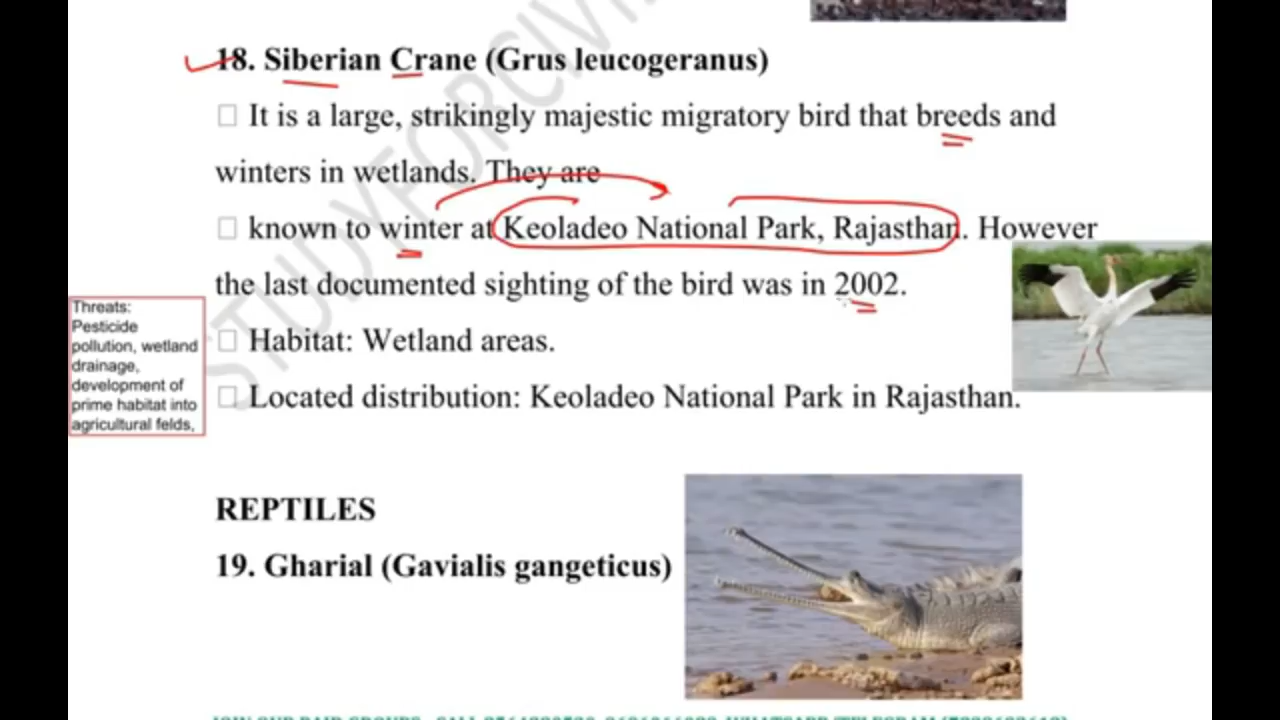 18. Siberian Crane (Grus leucogeranus)
It is a large, strikingly majestic migratory bird that breeds and
winters in wetlands. They are
known to winter at Keoladeo National Park, Rajasthan. However
the last documented sighting of the bird was in 2002.
Threats:
Pesticide
pollution, wetland
drainage,
development of
prime habitat into
agricultural felds,
Habitat: Wetland areas.
Located distribution: Keoladeo National Park in Rajasthan.
REPTILES
19. Gharial (Gavialis gangeticus)
STUDYFORCIVI